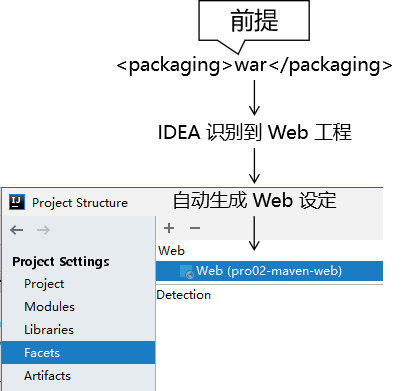 前提
<packaging>war</packaging>
IDEA 识别到 Web 工程
自动生成 Web 设定
Project Structure
Project Settings
Project
Modules
Libraries
Facets
Artifacts
Web
Web (pro02-maven-web)
Detection